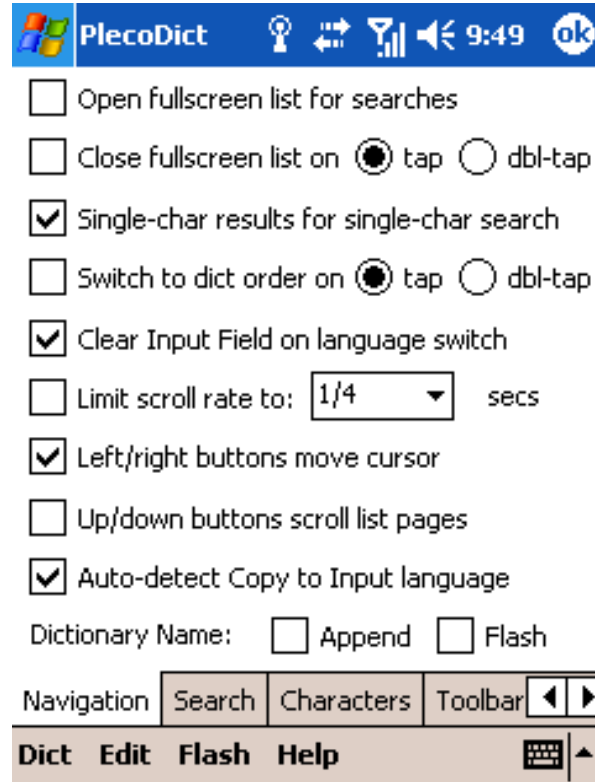 PlecoDict 9:49 ok
Open fullscreen list for searches
Close fullscreen list on tap dbl-tap
Single-char results for single-char search
Switch to dict order on tap dbl-tap
Clear Input Field on language switch
Limit scroll rate to: 1/4 secs
Left/right buttons move cursor
Up/down buttons scroll list pages
Auto-detect Copy to Input language
Dictionary Name: Append Flash
Navigation Search Characters Toolbar
Dict Edit Flash Help